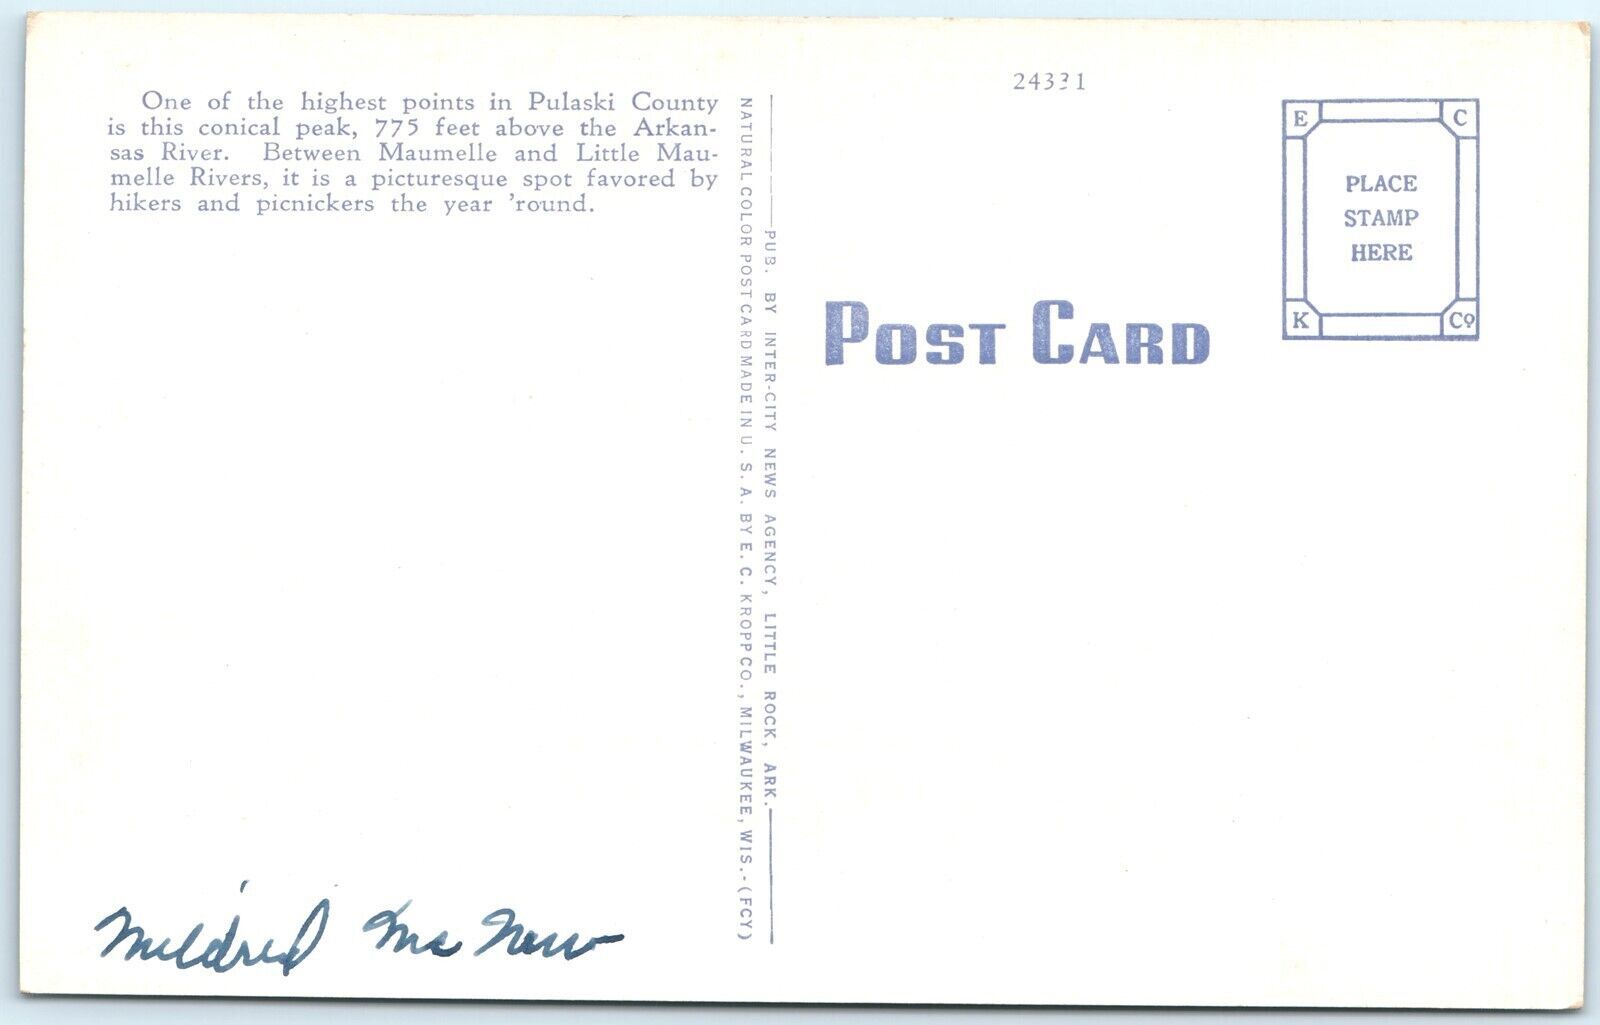 One of the highest points in Pulaski County
is this conical peak, 775 feet above the Arkan-
sas River. Between Maumelle and Little Mau-
melle Rivers, it is a picturesque spot favored by
hikers and picnickers the year 'round.
Mildred Mc New
NATURAL COLOR POST CARD MADE IN U. S. A. BY E. C. KROPP CO., MILWAUKEE, WIS.-(FCY)
PUB. BY INTER-CITY NEWS AGENCY, LITTLE ROCK, ARK.
24331
POST CARD
E C
PLACE
STAMP
HERE
K Co